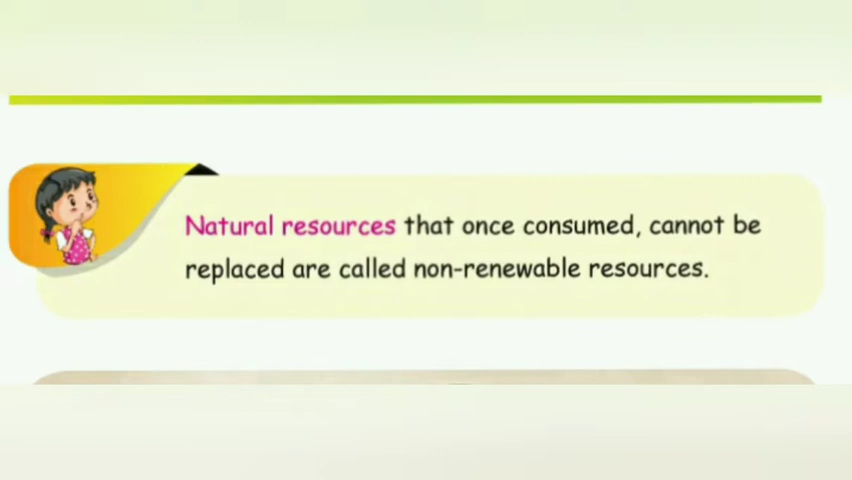 Natural resources that once consumed, cannot be
replaced are called non-renewable resources.